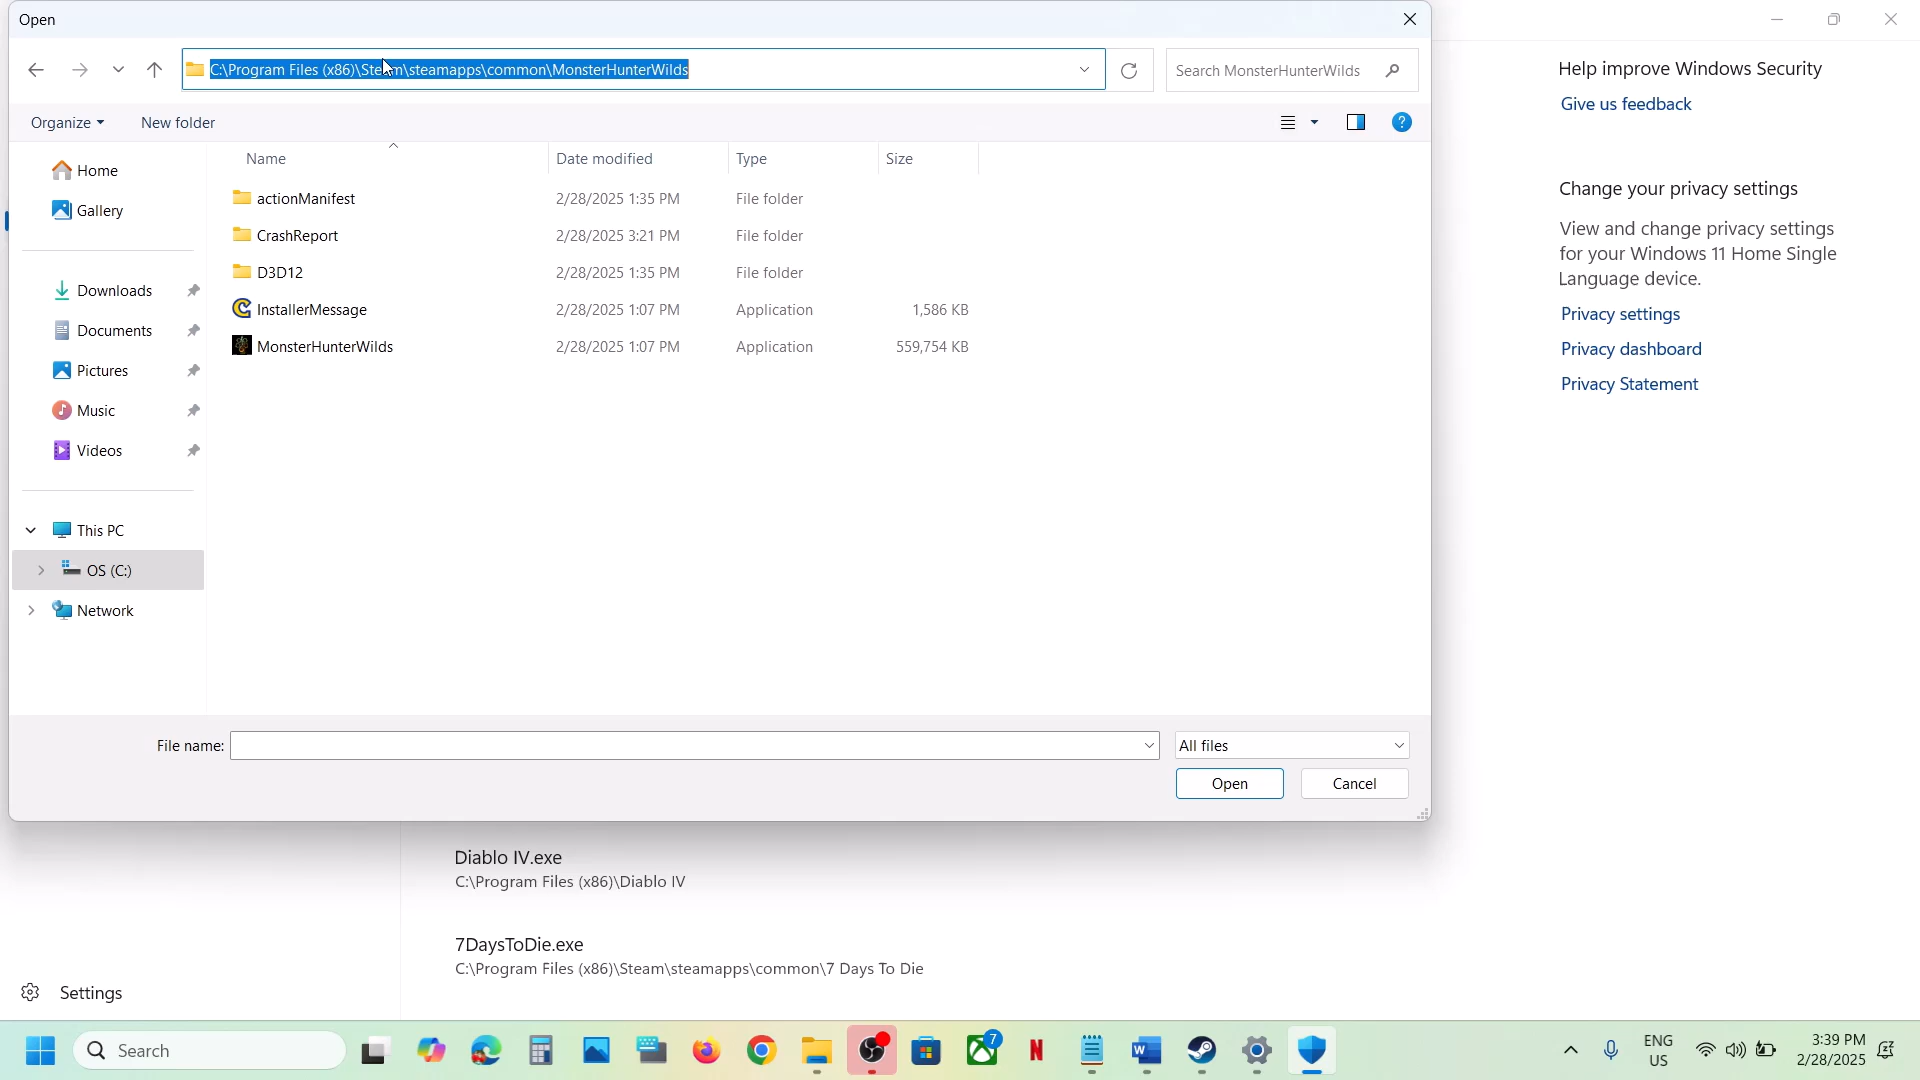 Open
C:\Program Files (x86)\Steam\steamapps\common\MonsterHunterWilds
Search MonsterHunterWilds
Organize
New folder
Name
Date modified
Type
Size
Home
Gallery
Downloads
Documents
Pictures
Music
Videos
This PC
OS (C:)
Network
actionManifest 2/28/2025 1:35 PM File folder
CrashReport 2/28/2025 3:21 PM File folder
D3D12 2/28/2025 1:35 PM File folder
InstallerMessage 2/28/2025 1:07 PM Application 1,586 KB
MonsterHunterWilds 2/28/2025 1:07 PM Application 559,754 KB
File name:
All files
Open
Cancel
Help improve Windows Security
Give us feedback
Change your privacy settings
View and change privacy settings
for your Windows 11 Home Single
Language device.
Privacy settings
Privacy dashboard
Privacy Statement
Diablo IV.exe
C:\Program Files (x86)\Diablo IV
7DaysToDie.exe
C:\Program Files (x86)\Steam\steamapps\common\7 Days To Die
Settings
Search
7
ENG
US
3:39 PM
2/28/2025